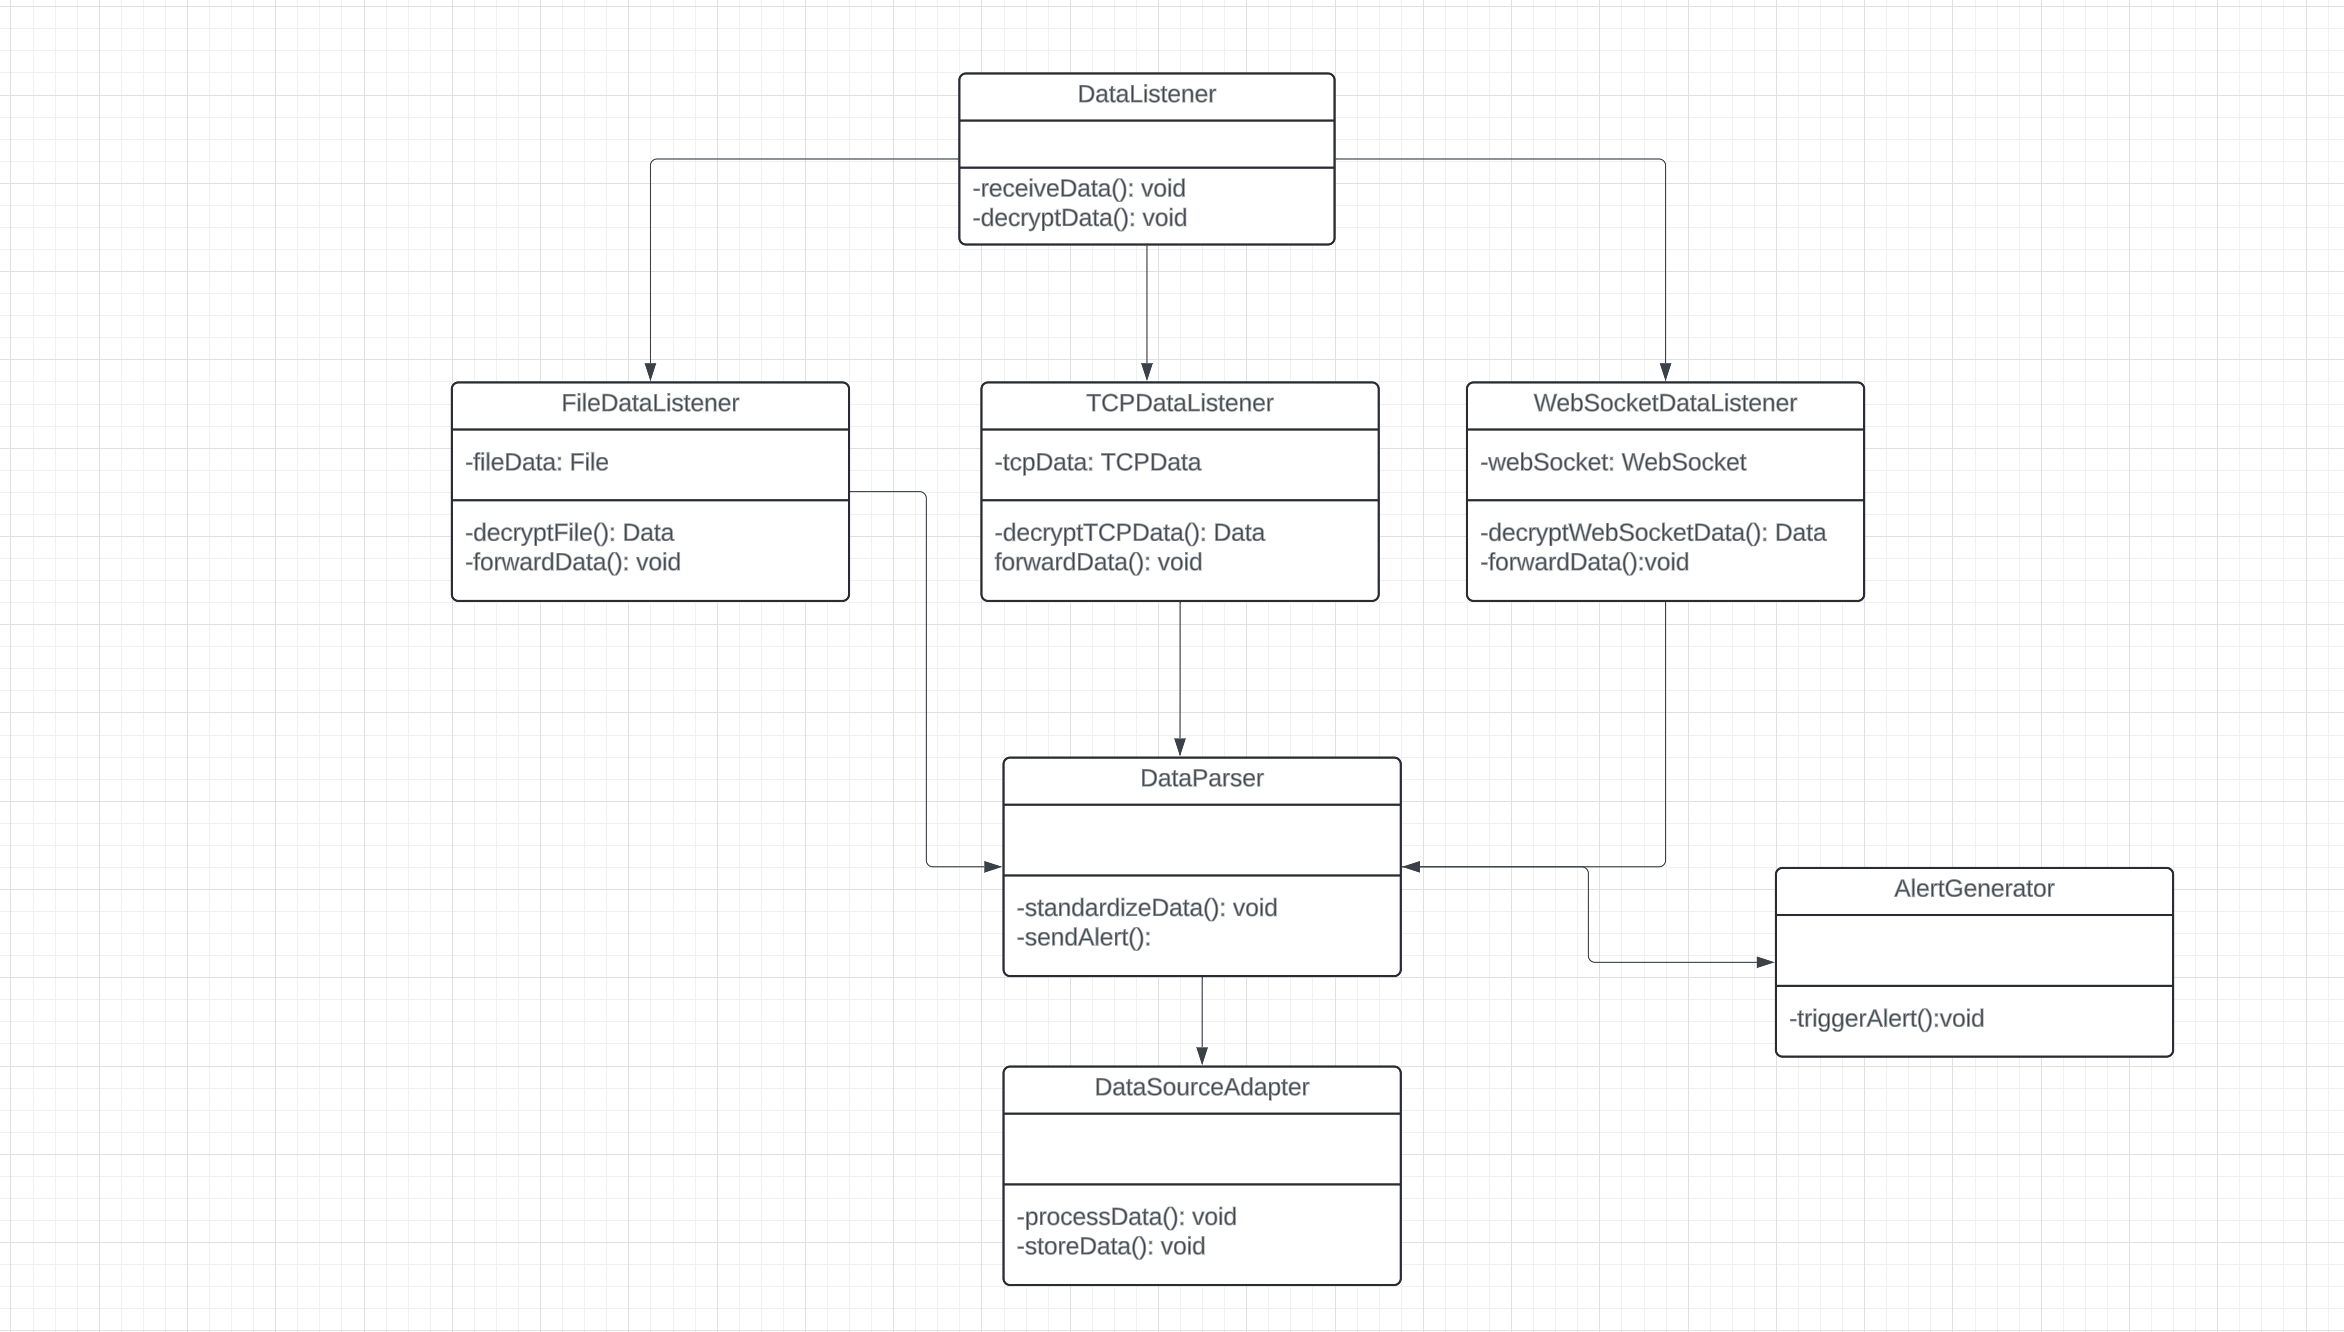 DataListener
-receiveData(): void
-decryptData(): void
FileDataListener
-fileData: File
-decryptFile(): Data
-forwardData(): void
TCPDataListener
-tcpData: TCPData
-decryptTCPData(): Data
forwardData(): void
WebSocketDataListener
-webSocket: WebSocket
-decryptWebSocketData(): Data
-forwardData():void
DataParser
-standardizeData(): void
-sendAlert():
AlertGenerator
-triggerAlert():void
DataSourceAdapter
-processData(): void
-storeData(): void